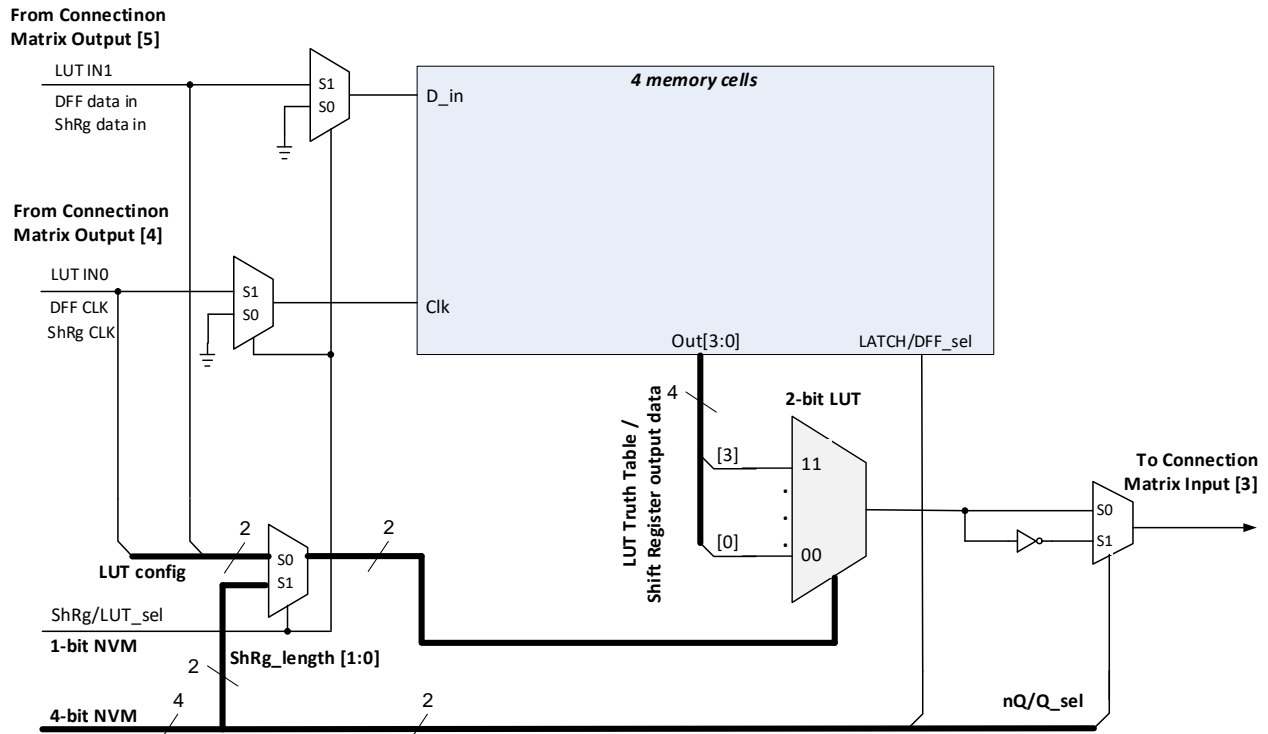 From Connectinon
Matrix Output [5]
LUT IN1
DFF data in
ShRg data in
S1
S0
D_in
4 memory cells
From Connectinon
Matrix Output [4]
LUT IN0
DFF CLK
ShRg CLK
S1
S0
Clk
Out[3:0]
LATCH/DFF_sel
LUT Truth Table /
Shift Register output data
4
2-bit LUT
[3]
11
[0]
00
To Connection
Matrix Input [3]
S0
S1
2
2
LUT config
S0
S1
ShRg/LUT_sel
1-bit NVM
ShRg_length [1:0]
2
nQ/Q_sel
4-bit NVM
4
2